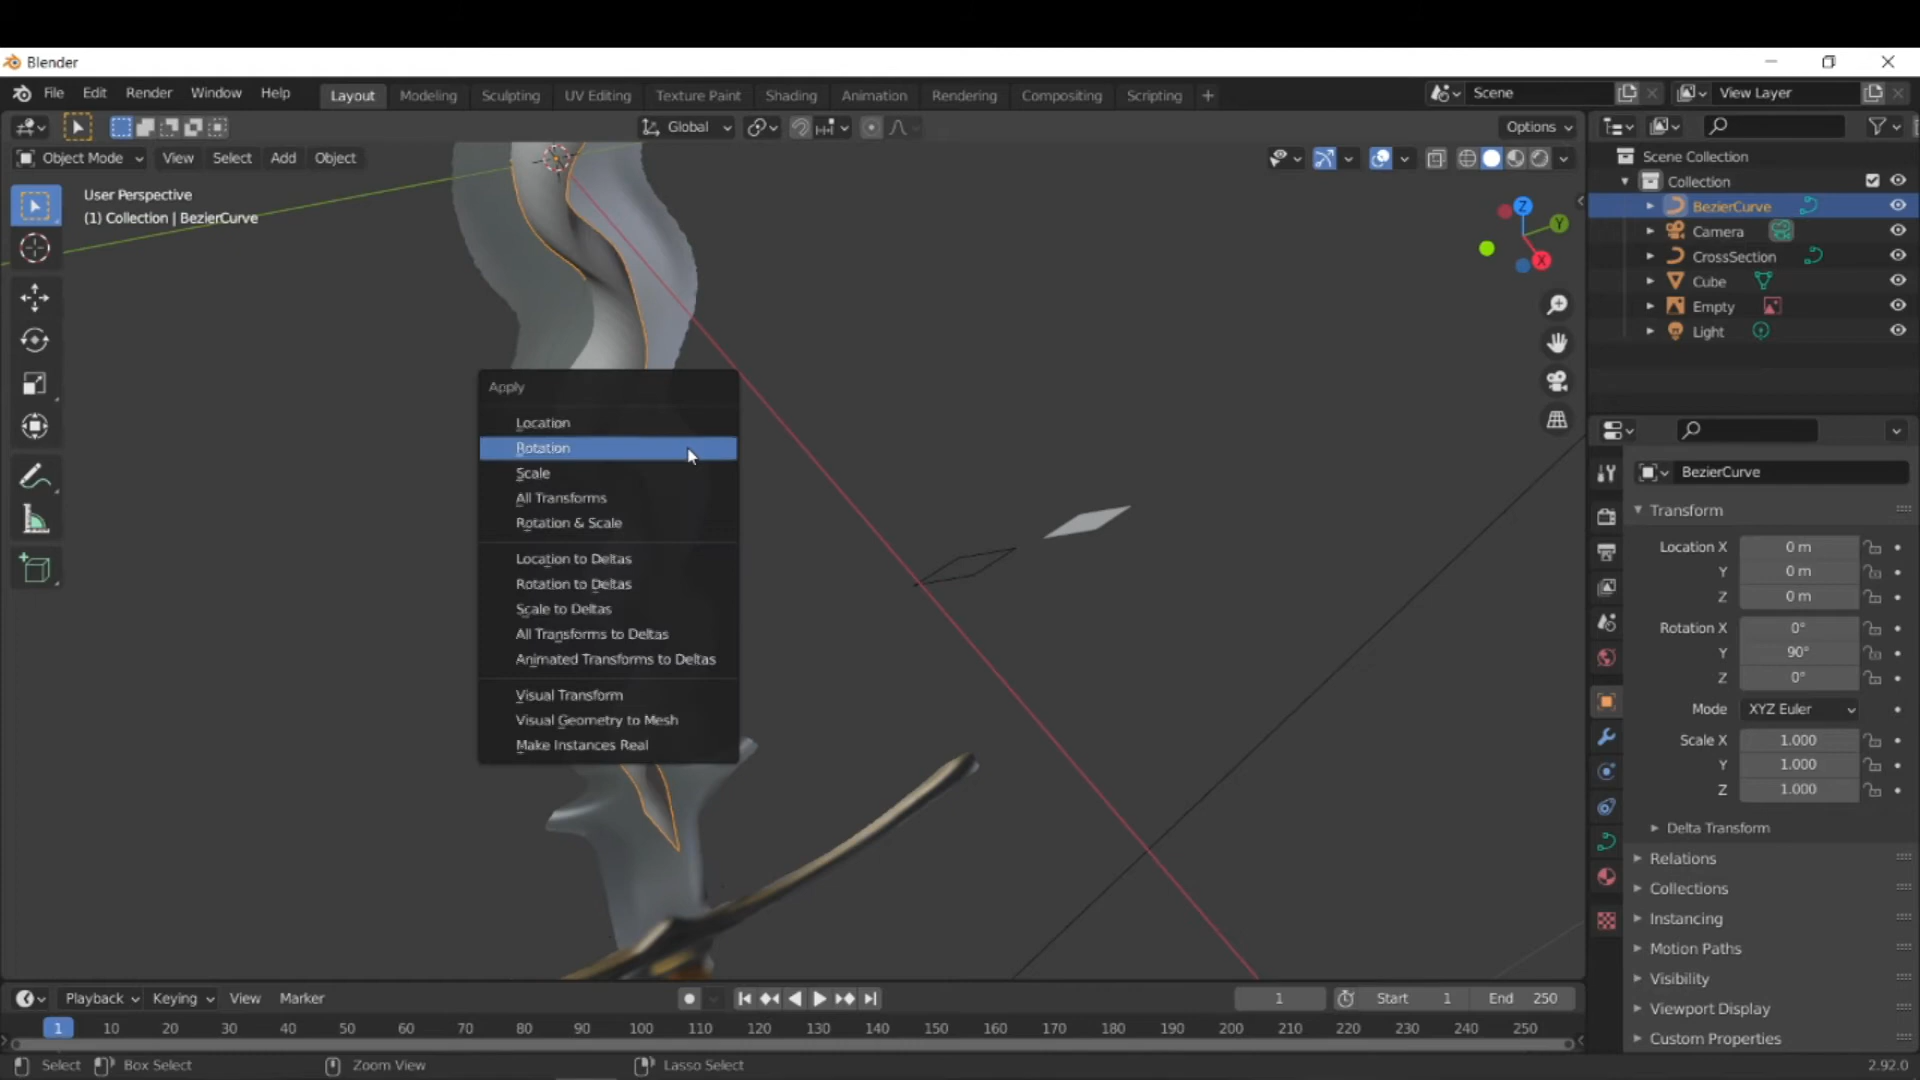 Blender
File Edit Render Window Help Layout Modeling Sculpting UV Editing Texture Paint Shading Animation Rendering Compositing Scripting + Scene View Layer
Global Options
Object Mode View Select Add Object
User Perspective
(1) Collection | BezierCurve
Z
Y
X
Apply
Location
Rotation
Scale
All Transforms
Rotation & Scale
Location to Deltas
Rotation to Deltas
Scale to Deltas
All Transforms to Deltas
Animated Transforms to Deltas
Visual Transform
Visual Geometry to Mesh
Make Instances Real
Scene Collection
Collection
BezierCurve
Camera
CrossSection
Cube
Empty
Light
BezierCurve
Transform
Location X 0 m
Y 0 m
Z 0 m
Rotation X 0°
Y 90°
Z 0°
Mode XYZ Euler
Scale X 1.000
Y 1.000
Z 1.000
Delta Transform
Relations
Collections
Instancing
Motion Paths
Visibility
Viewport Display
Custom Properties
Playback Keying View Marker 1 Start 1 End 250
1 10 20 30 40 50 60 70 80 90 100 110 120 130 140 150 160 170 180 190 200 210 220 230 240 250
Select Box Select Zoom View Lasso Select 2.92.0